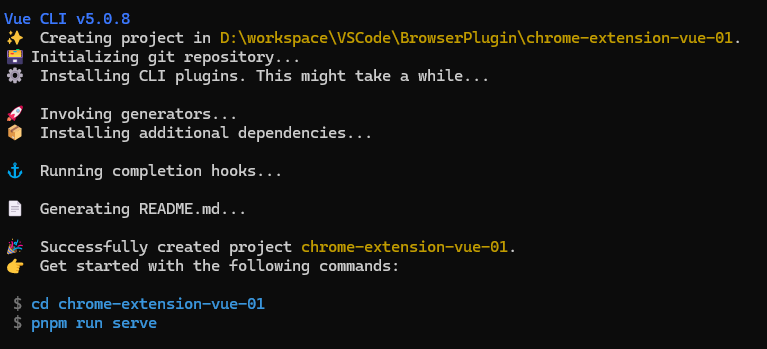 Vue CLI v5.0.8
✨ Creating project in D:\workspace\VSCode\BrowserPlugin\chrome-extension-vue-01.
🗃 Initializing git repository...
⚙ Installing CLI plugins. This might take a while...
🚀 Invoking generators...
📦 Installing additional dependencies...
⚓ Running completion hooks...
📄 Generating README.md...
🎉 Successfully created project chrome-extension-vue-01.
👉 Get started with the following commands:
$ cd chrome-extension-vue-01
$ pnpm run serve